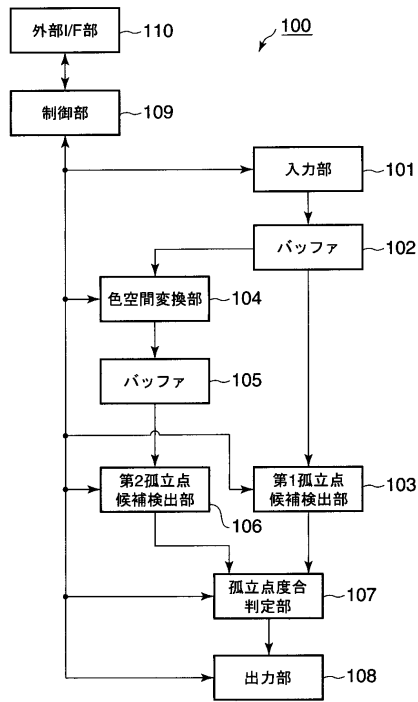 外部I/F部
110
100
制御部
109
入力部
101
バッファ
102
色空間変換部
104
バッファ
105
第2孤立点
候補検出部
106
第1孤立点
候補検出部
103
孤立点度合
判定部
107
出力部
108